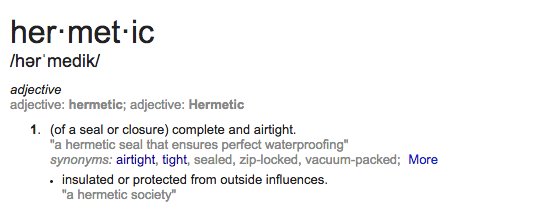 her·met·ic
/hərˈmedik/
adjective
adjective: hermetic; adjective: Hermetic
1. (of a seal or closure) complete and airtight.
"a hermetic seal that ensures perfect waterproofing"
synonyms: airtight, tight, sealed, zip-locked, vacuum-packed; More
• insulated or protected from outside influences.
"a hermetic society"